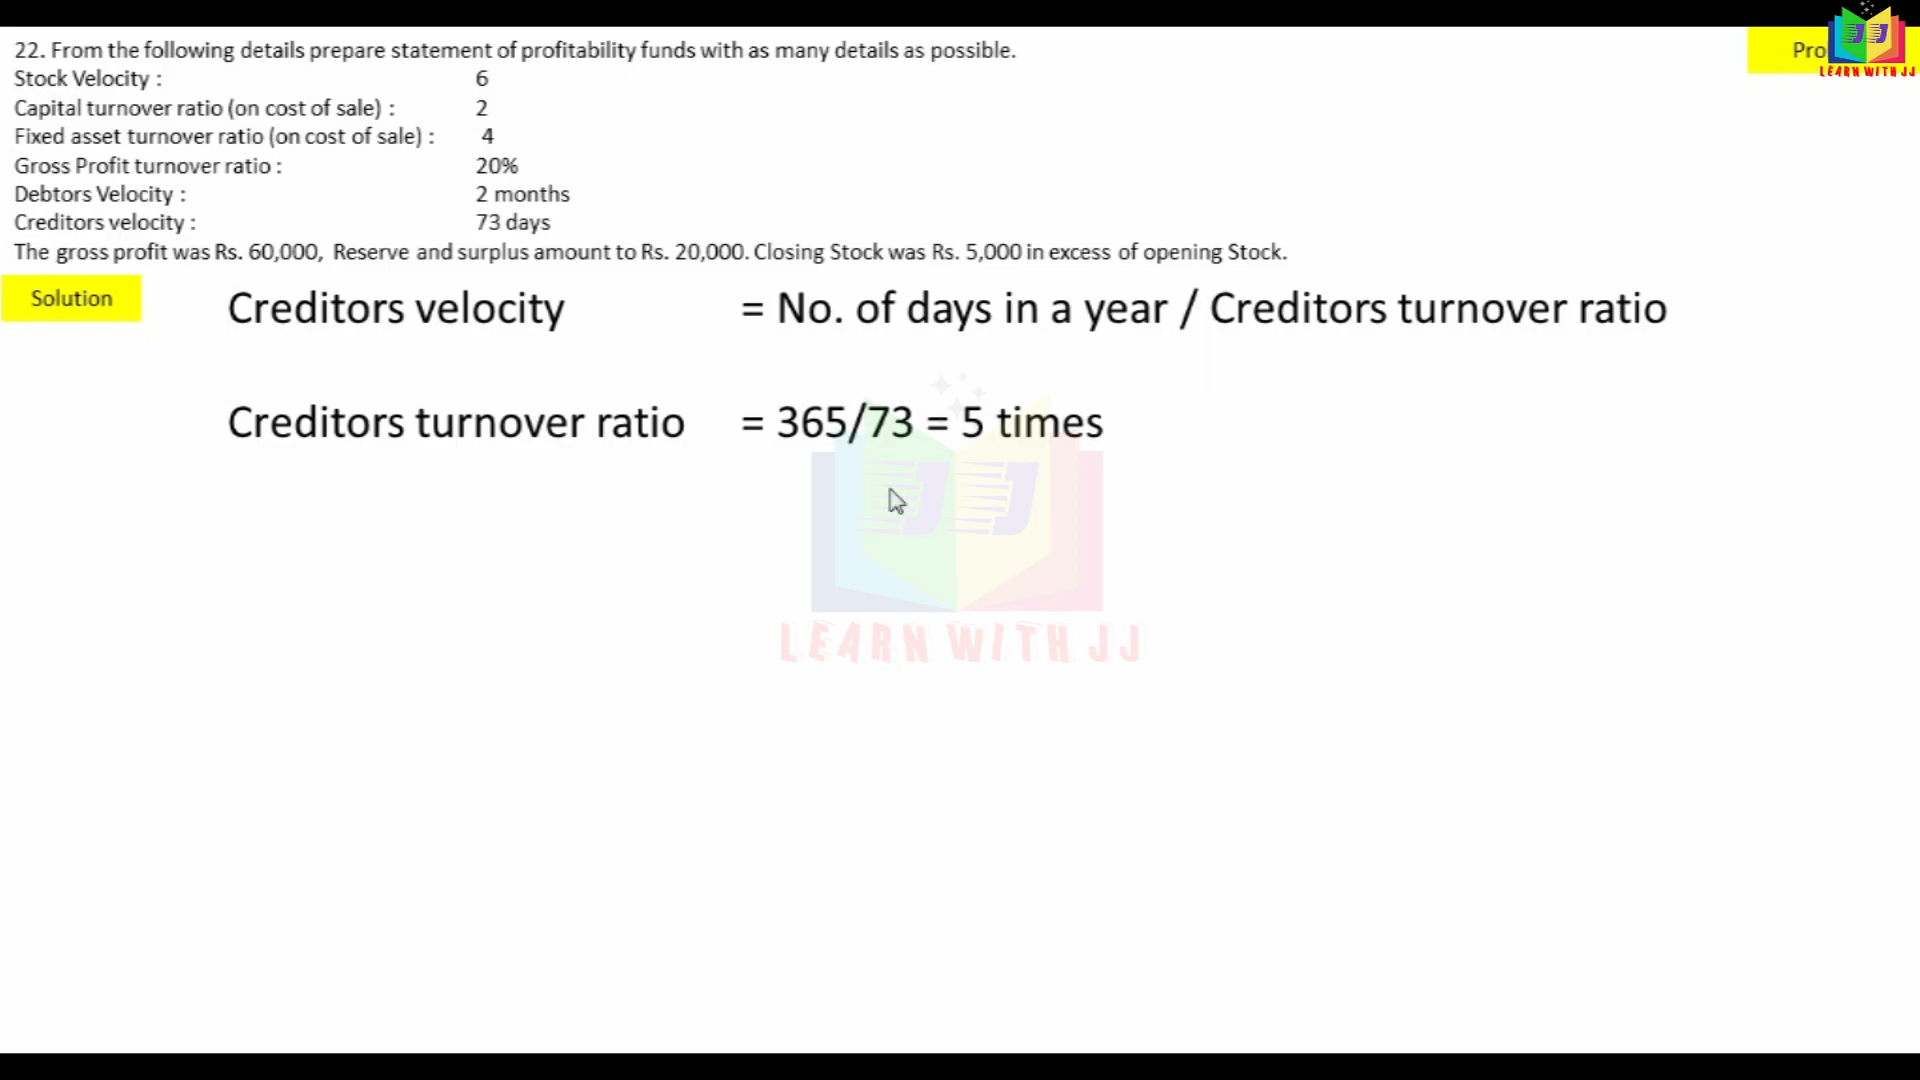 22. From the following details prepare statement of profitability funds with as many details as possible.
Pro
LEARN WITH JJ
Stock Velocity : 6
Capital turnover ratio (on cost of sale) : 2
Fixed asset turnover ratio (on cost of sale) : 4
Gross Profit turnover ratio : 20%
Debtors Velocity : 2 months
Creditors velocity : 73 days
The gross profit was Rs. 60,000, Reserve and surplus amount to Rs. 20,000. Closing Stock was Rs. 5,000 in excess of opening Stock.
Solution
Creditors velocity = No. of days in a year / Creditors turnover ratio
Creditors turnover ratio = 365/73 = 5 times
JJ
LEARN WITH JJ